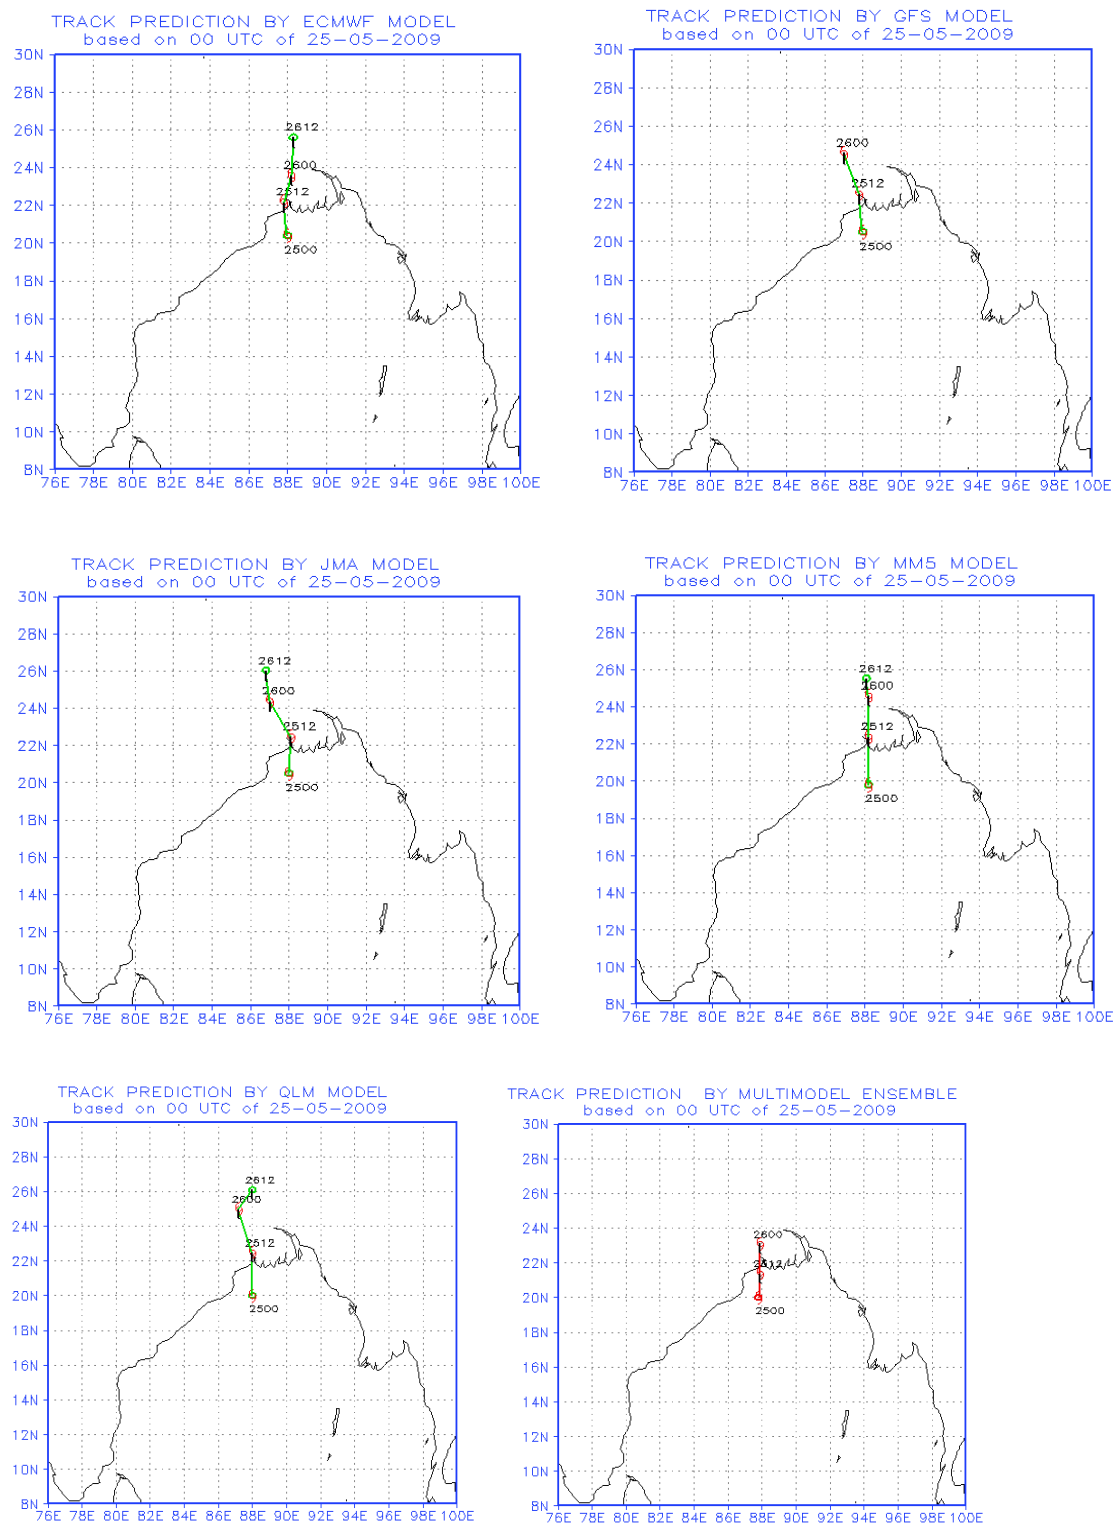 TRACK PREDICTION BY ECMWF MODEL
based on 00 UTC of 25-05-2009
30N
28N
26N
24N
22N
20N
18N
16N
14N
12N
10N
8N
76E 78E 80E 82E 84E 86E 88E 90E 92E 94E 96E 98E 100E
2612
2600
2512
2500
TRACK PREDICTION BY GFS MODEL
based on 00 UTC of 25-05-2009
30N
28N
26N
24N
22N
20N
18N
16N
14N
12N
10N
8N
76E 78E 80E 82E 84E 86E 88E 90E 92E 94E 96E 98E 100E
2600
2512
2500
TRACK PREDICTION BY JMA MODEL
based on 00 UTC of 25-05-2009
30N
28N
26N
24N
22N
20N
18N
16N
14N
12N
10N
8N
76E 78E 80E 82E 84E 86E 88E 90E 92E 94E 96E 98E 100E
2612
2600
2512
2500
TRACK PREDICTION BY MM5 MODEL
based on 00 UTC of 25-05-2009
30N
28N
26N
24N
22N
20N
18N
16N
14N
12N
10N
8N
76E 78E 80E 82E 84E 86E 88E 90E 92E 94E 96E 98E 100E
2612
2600
2512
2500
TRACK PREDICTION BY QLM MODEL
based on 00 UTC of 25-05-2009
30N
28N
26N
24N
22N
20N
18N
16N
14N
12N
10N
8N
76E 78E 80E 82E 84E 86E 88E 90E 92E 94E 96E 98E 100E
2612
2600
2512
2500
TRACK PREDICTION BY MULTIMODEL ENSEMBLE
based on 00 UTC of 25-05-2009
30N
28N
26N
24N
22N
20N
18N
16N
14N
12N
10N
8N
76E 78E 80E 82E 84E 86E 88E 90E 92E 94E 96E 98E 100E
2600
2512
2500